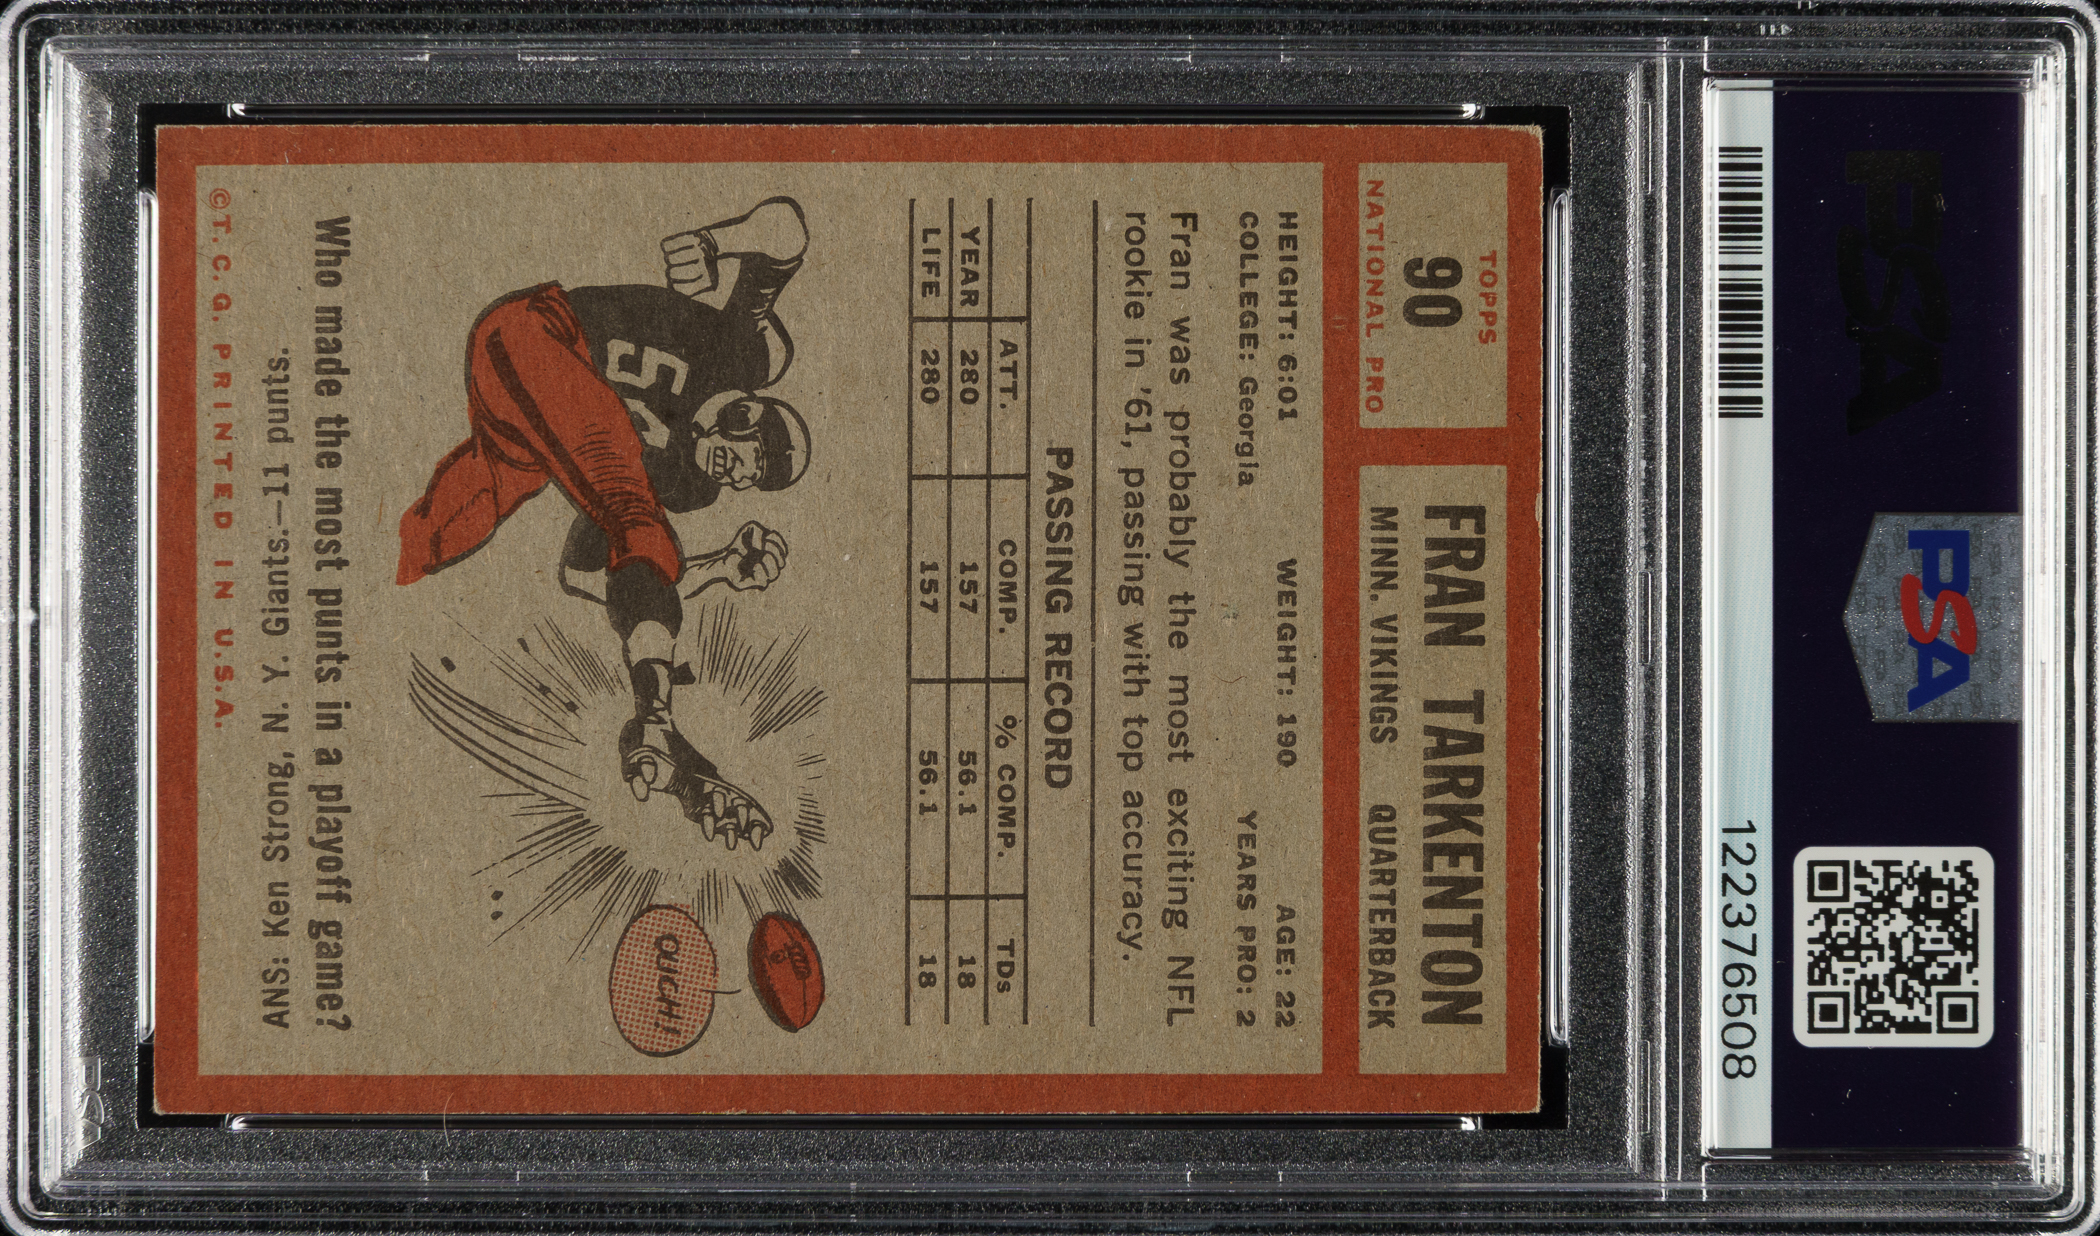 PSA
PSA
122376508
TOPPS
90
NATIONAL PRO
FRAN TARKENTON
MINN. VIKINGS QUARTERBACK
HEIGHT: 6:01 WEIGHT: 190 AGE: 22
COLLEGE: Georgia YEARS PRO: 2
Fran was probably the most exciting NFL
rookie in '61, passing with top accuracy.
PASSING RECORD
ATT. COMP. % COMP. TDs
YEAR 280 157 56.1 18
LIFE 280 157 56.1 18
54
OUCH!
Who made the most punts in a playoff game?
ANS: Ken Strong, N. Y. Giants.—11 punts.
©T. C. G. PRINTED IN U.S.A.
PSA